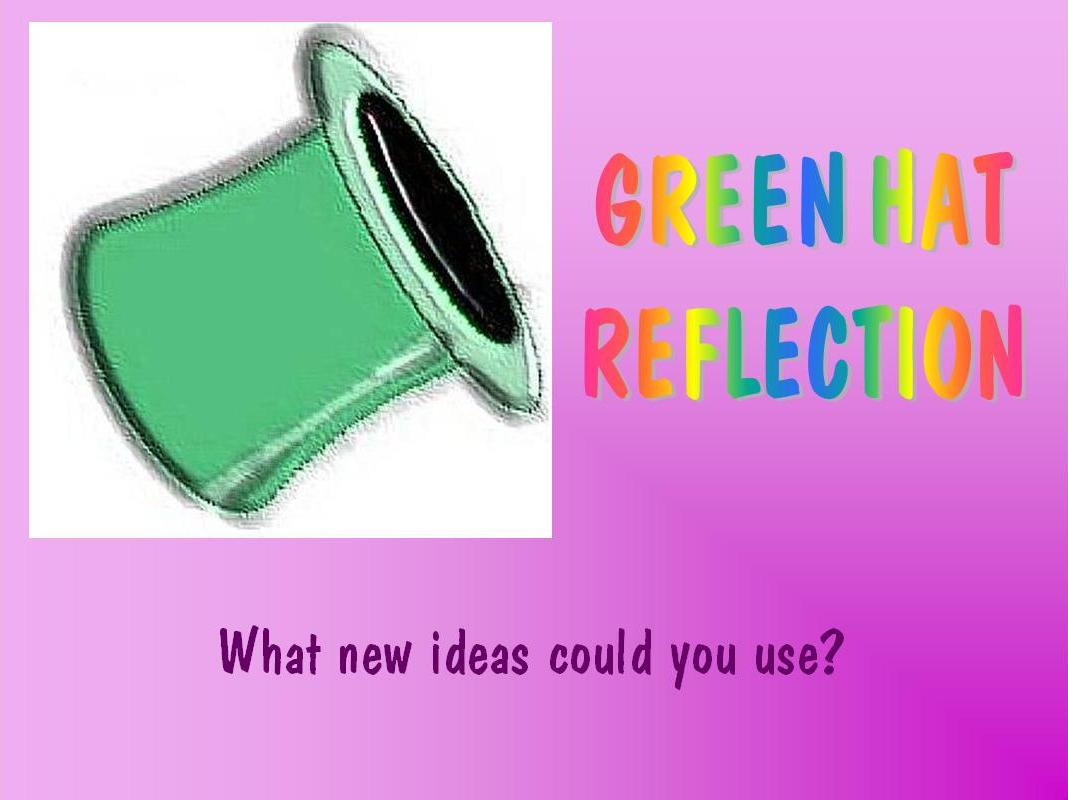 GREEN HAT
REFLECTION
What new ideas could you use?